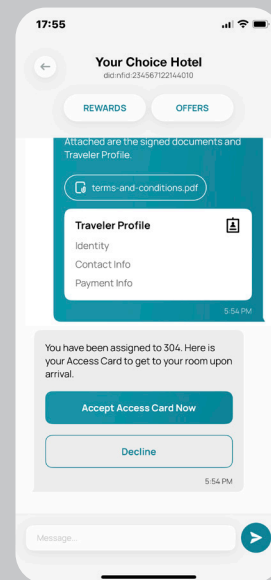 17:55
Your Choice Hotel
did:nfid:234567122144010
REWARDS
OFFERS
Attached are the signed documents and
Traveler Profile.
terms-and-conditions.pdf
Traveler Profile
Identity
Contact Info
Payment Info
5:54 PM
You have been assigned to 304. Here is
your Access Card to get to your room upon
arrival.
Accept Access Card Now
Decline
5:54 PM
Message..